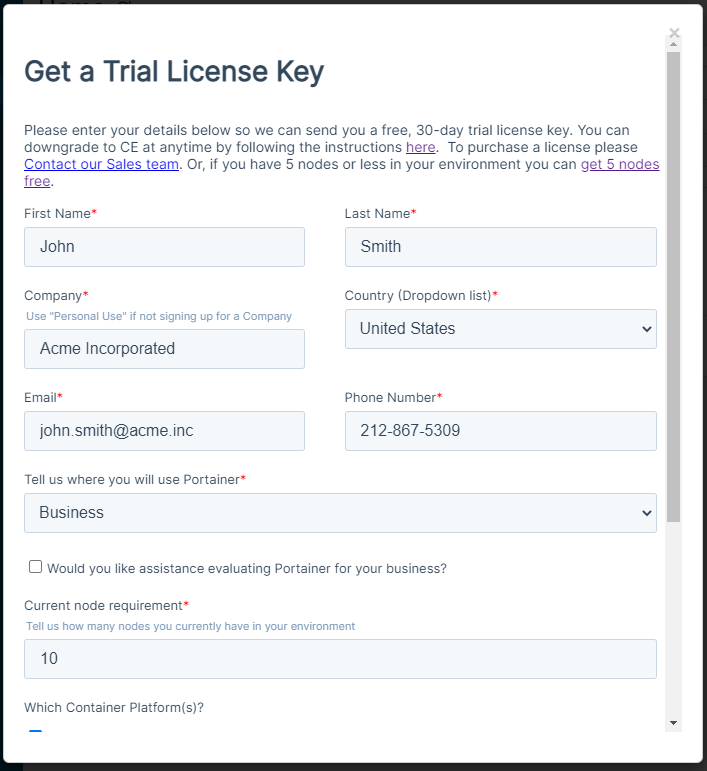 Get a Trial License Key
Please enter your details below so we can send you a free, 30-day trial license key. You can
downgrade to CE at anytime by following the instructions here. To purchase a license please
Contact our Sales team. Or, if you have 5 nodes or less in your environment you can get 5 nodes
free.
First Name*
Last Name*
John
Smith
Company*
Country (Dropdown list)*
Use "Personal Use" if not signing up for a Company
United States
Acme Incorporated
Email*
Phone Number*
john.smith@acme.inc
212-867-5309
Tell us where you will use Portainer*
Business
Would you like assistance evaluating Portainer for your business?
Current node requirement*
Tell us how many nodes you currently have in your environment
10
Which Container Platform(s)?